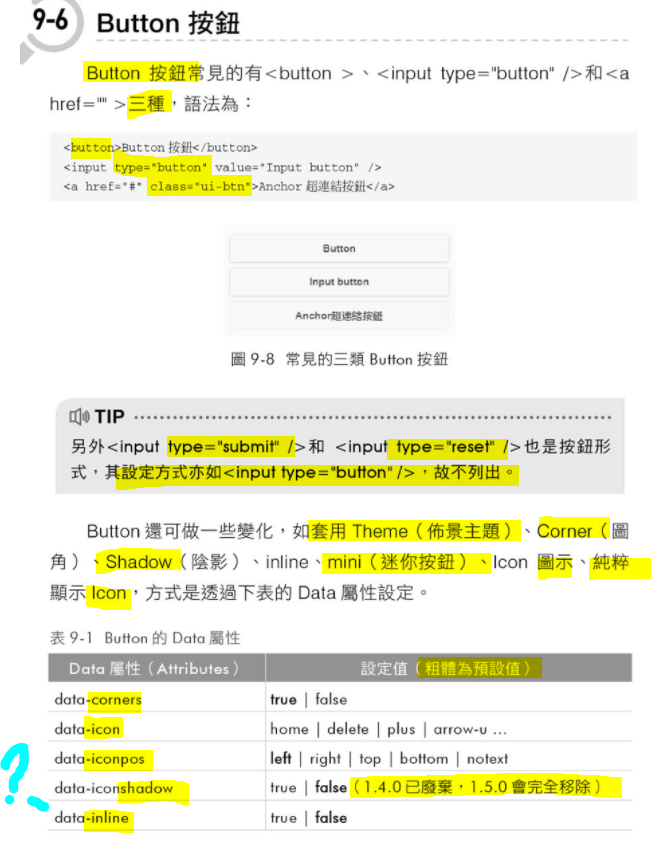 9-6 Button 按鈕
Button 按鈕常見的有<button >、<input type="button" />和<a
href="" >三種，語法為：
<button>Button 按鈕</button>
<input type="button" value="Input button" />
<a href="#" class="ui-btn">Anchor 超連結按鈕</a>
Button
Input button
Anchor超連結按鈕
圖 9-8 常見的三類 Button 按鈕
TIP
另外<input type="submit" />和 <input type="reset" />也是按鈕形
式，其設定方式亦如<input type="button"/>，故不列出。
Button 還可做一些變化，如套用 Theme（佈景主題）、Corner（圓
角）、Shadow（陰影）、inline、mini（迷你按鈕）、Icon 圖示、純粹
顯示 Icon，方式是透過下表的 Data 屬性設定。
表 9-1 Button 的 Data 屬性
Data 屬性（Attributes） 設定值（粗體為預設值）
data-corners true | false
data-icon home | delete | plus | arrow-u ...
data-iconpos left | right | top | bottom | notext
data-iconshadow true | false（1.4.0 已廢棄，1.5.0 會完全移除）
data-inline true | false
?